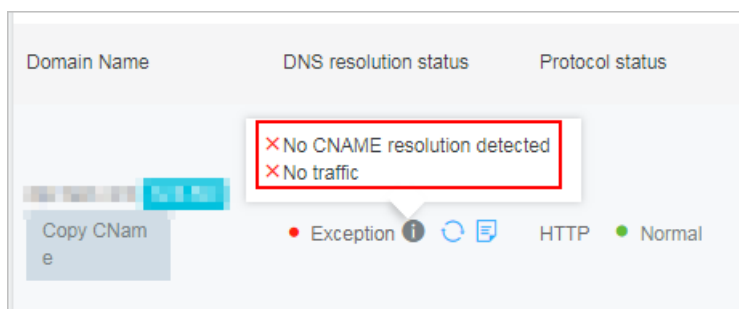 Domain Name DNS resolution status Protocol status
×No CNAME resolution detected
×No traffic
Copy CNam
e
Exception HTTP Normal